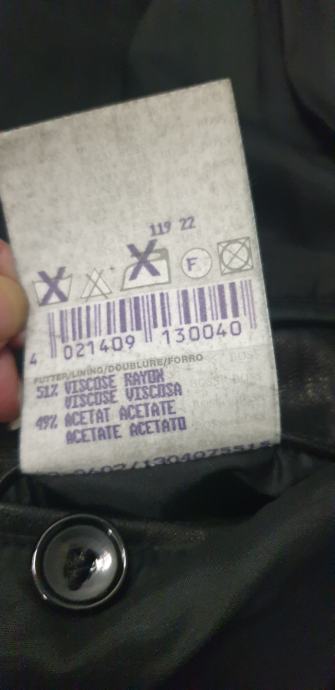 119 22
F
4 021409 130040
FUTTER/LINING/DOUBLURE/FORRO
51% VISCOSE RAYON
VISCOSE VISCOSA
49% ACETAT ACETATE
ACETATE ACETATO